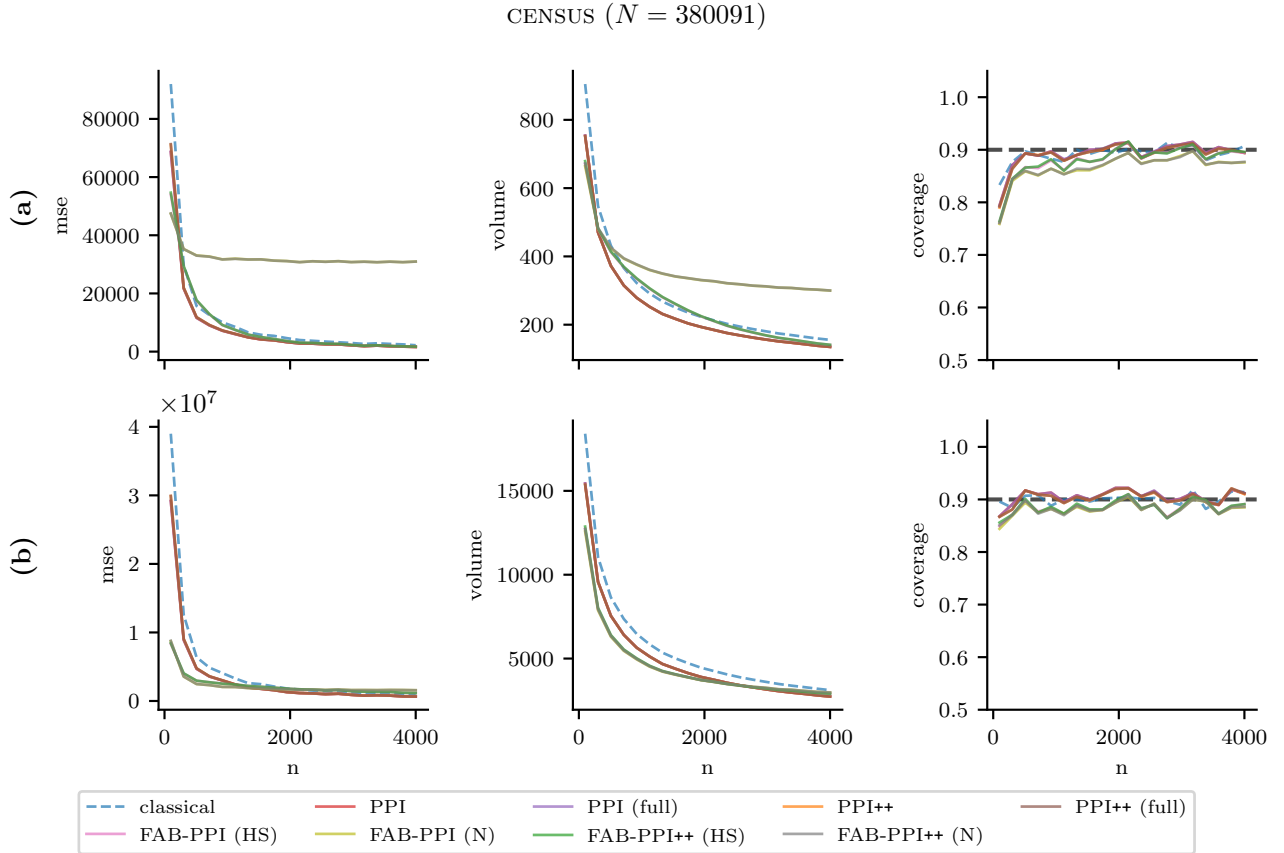 CENSUS (N = 380091)
(a)
mse
80000
60000
40000
20000
0
volume
800
600
400
200
coverage
1.0
0.9
0.8
0.7
0.6
0.5
(b)
×10^7
mse
4
3
2
1
0
0 2000 4000
n
volume
15000
10000
5000
0 2000 4000
n
coverage
1.0
0.9
0.8
0.7
0.6
0.5
0 2000 4000
n
classical PPI PPI (full) PPI++ PPI++ (full)
FAB-PPI (HS) FAB-PPI (N) FAB-PPI++ (HS) FAB-PPI++ (N)